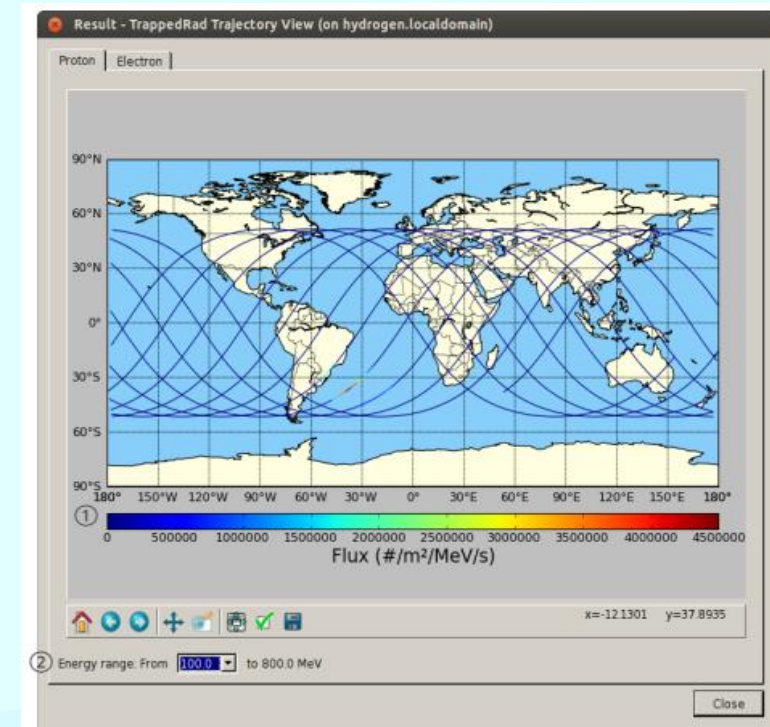 Result - TrappedRad Trajectory View (on hydrogen.localdomain)
Proton Electron
90°N
60°N
30°N
0°
30°S
60°S
90°S
180° 150°W 120°W 90°W 60°W 30°W 0° 30°E 60°E 90°E 120°E 150°E 180°
①
0 500000 1000000 1500000 2000000 2500000 3000000 3500000 4000000 4500000
Flux (#/m²/MeV/s)
x=-12.1301 y=37.8935
② Energy range: From 100.0 to 800.0 MeV
Close